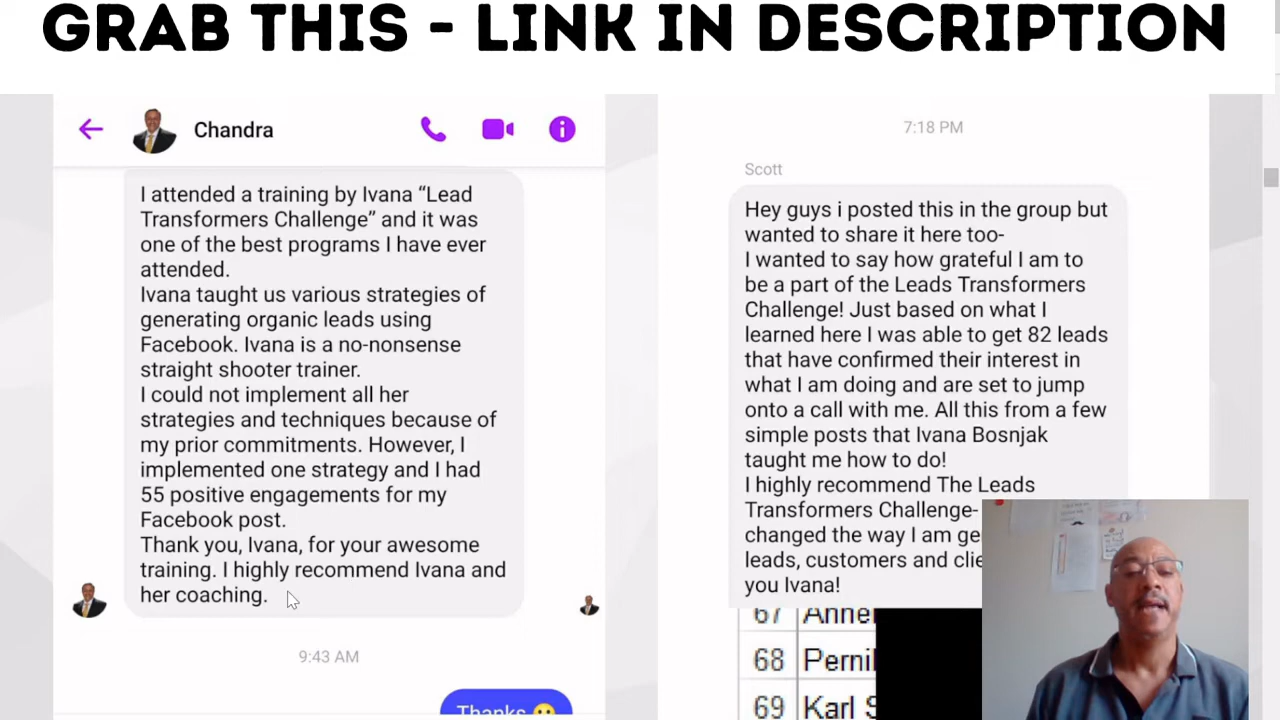 GRAB THIS - LINK IN DESCRIPTION
Chandra
I attended a training by Ivana “Lead
Transformers Challenge” and it was
one of the best programs I have ever
attended.
Ivana taught us various strategies of
generating organic leads using
Facebook. Ivana is a no-nonsense
straight shooter trainer.
I could not implement all her
strategies and techniques because of
my prior commitments. However, I
implemented one strategy and I had
55 positive engagements for my
Facebook post.
Thank you, Ivana, for your awesome
training. I highly recommend Ivana and
her coaching.
9:43 AM
Thanks
7:18 PM
Scott
Hey guys i posted this in the group but
wanted to share it here too-
I wanted to say how grateful I am to
be a part of the Leads Transformers
Challenge! Just based on what I
learned here I was able to get 82 leads
that have confirmed their interest in
what I am doing and are set to jump
onto a call with me. All this from a few
simple posts that Ivana Bosnjak
taught me how to do!
I highly recommend The Leads
Transformers Challenge-
changed the way I am
leads, customers and
you Ivana!
67
68
69 Karl